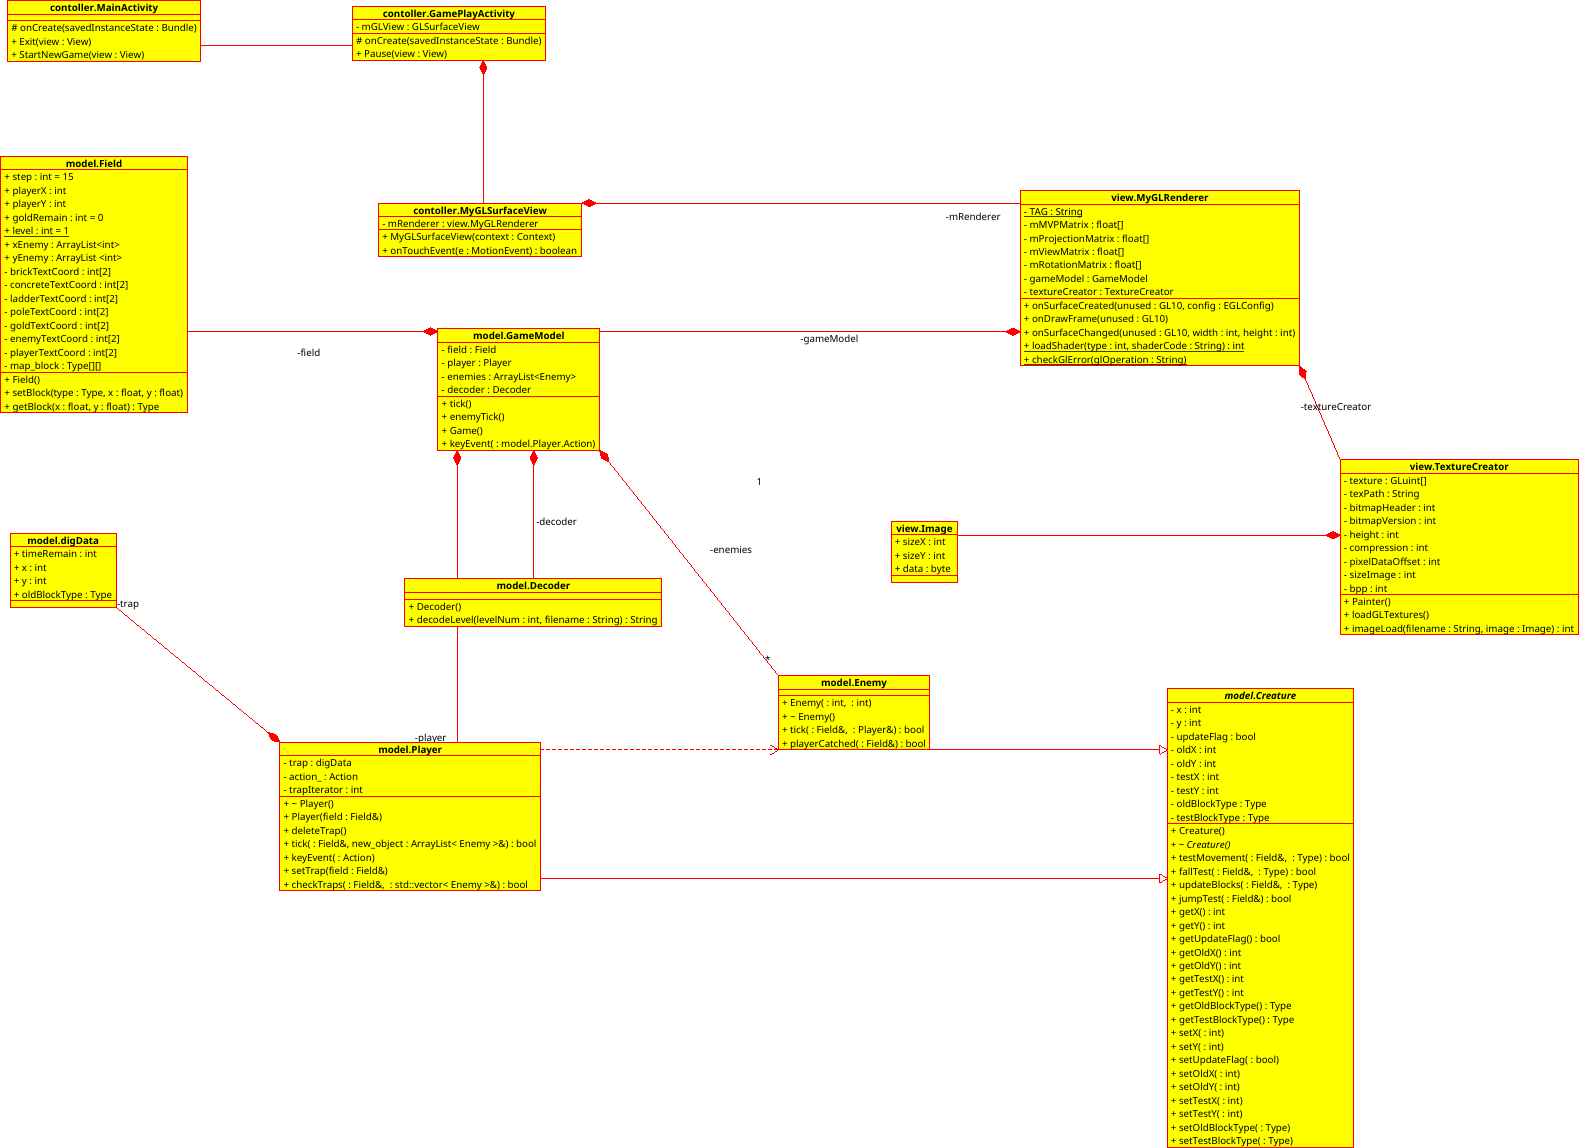 contoller.MainActivity
# onCreate(savedInstanceState : Bundle)
+ Exit(view : View)
+ StartNewGame(view : View)
contoller.GamePlayActivity
- mGLView : GLSurfaceView
# onCreate(savedInstanceState : Bundle)
+ Pause(view : View)
model.Field
+ step : int = 15
+ playerX : int
+ playerY : int
+ goldRemain : int = 0
+ level : int = 1
+ xEnemy : ArrayList<int>
+ yEnemy : ArrayList <int>
- brickTextCoord : int[2]
- concreteTextCoord : int[2]
- ladderTextCoord : int[2]
- poleTextCoord : int[2]
- goldTextCoord : int[2]
- enemyTextCoord : int[2]
- playerTextCoord : int[2]
- map_block : Type[][]
+ Field()
+ setBlock(type : Type, x : float, y : float)
+ getBlock(x : float, y : float) : Type
contoller.MyGLSurfaceView
- mRenderer : view.MyGLRenderer
+ MyGLSurfaceView(context : Context)
+ onTouchEvent(e : MotionEvent) : boolean
-mRenderer
view.MyGLRenderer
- TAG : String
- mMVPMatrix : float[]
- mProjectionMatrix : float[]
- mViewMatrix : float[]
- mRotationMatrix : float[]
- gameModel : GameModel
- textureCreator : TextureCreator
+ onSurfaceCreated(unused : GL10, config : EGLConfig)
+ onDrawFrame(unused : GL10)
+ onSurfaceChanged(unused : GL10, width : int, height : int)
+ loadShader(type : int, shaderCode : String) : int
+ checkGlError(glOperation : String)
-field
model.GameModel
- field : Field
- player : Player
- enemies : ArrayList<Enemy>
- decoder : Decoder
+ tick()
+ enemyTick()
+ Game()
+ keyEvent( : model.Player.Action)
-gameModel
-textureCreator
view.TextureCreator
- texture : GLuint[]
- texPath : String
- bitmapHeader : int
- bitmapVersion : int
- height : int
- compression : int
- pixelDataOffset : int
- sizeImage : int
- bpp : int
+ Painter()
+ loadGLTextures()
+ imageLoad(filename : String, image : Image) : int
1
-decoder
-enemies
*
view.Image
+ sizeX : int
+ sizeY : int
+ data : byte
model.digData
+ timeRemain : int
+ x : int
+ y : int
+ oldBlockType : Type
-trap
model.Decoder
+ Decoder()
+ decodeLevel(levelNum : int, filename : String) : String
-player
model.Enemy
+ Enemy( : int,  : int)
+ ~ Enemy()
+ tick( : Field&,  : Player&) : bool
+ playerCatched( : Field&) : bool
model.Player
- trap : digData
- action_ : Action
- trapIterator : int
+ ~ Player()
+ Player(field : Field&)
+ deleteTrap()
+ tick( : Field&, new_object : ArrayList< Enemy >&) : bool
+ keyEvent( : Action)
+ setTrap(field : Field&)
+ checkTraps( : Field&,  : std::vector< Enemy >&) : bool
model.Creature
- x : int
- y : int
- updateFlag : bool
- oldX : int
- oldY : int
- testX : int
- testY : int
- oldBlockType : Type
- testBlockType : Type
+ Creature()
+ ~ Creature()
+ testMovement( : Field&,  : Type) : bool
+ fallTest( : Field&,  : Type) : bool
+ updateBlocks( : Field&,  : Type)
+ jumpTest( : Field&) : bool
+ getX() : int
+ getY() : int
+ getUpdateFlag() : bool
+ getOldX() : int
+ getOldY() : int
+ getTestX() : int
+ getTestY() : int
+ getOldBlockType() : Type
+ getTestBlockType() : Type
+ setX( : int)
+ setY( : int)
+ setUpdateFlag( : bool)
+ setOldX( : int)
+ setOldY( : int)
+ setTestX( : int)
+ setTestY( : int)
+ setOldBlockType( : Type)
+ setTestBlockType( : Type)